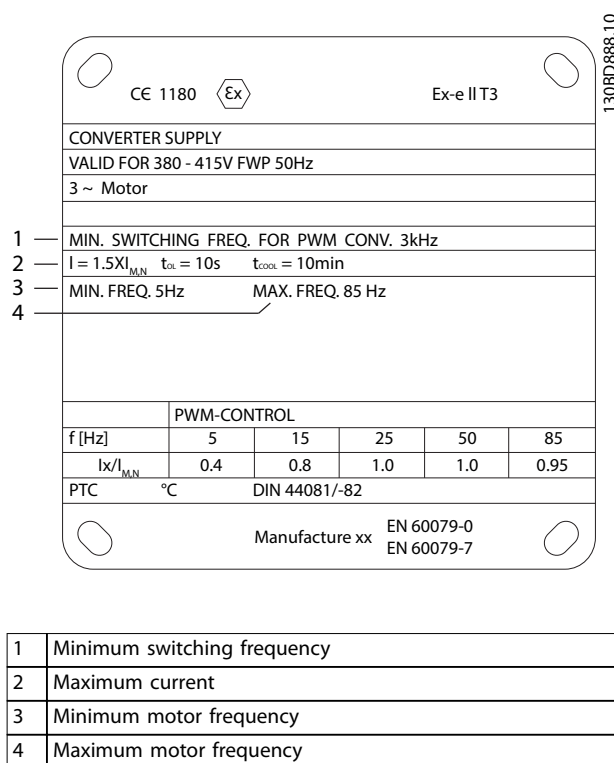 130BD888.10
CE 1180 Ex Ex-e ll T3
CONVERTER SUPPLY
VALID FOR 380 - 415V FWP 50Hz
3 ~ Motor
1 MIN. SWITCHING FREQ. FOR PWM CONV. 3kHz
2 l = 1.5XIM,N tOL = 10s tCOOL = 10min
3 MIN. FREQ. 5Hz MAX. FREQ. 85 Hz
4
PWM-CONTROL
f [Hz] 5 15 25 50 85
Ix/IM,N 0.4 0.8 1.0 1.0 0.95
PTC °C DIN 44081/-82
Manufacture xx EN 60079-0
EN 60079-7
1 Minimum switching frequency
2 Maximum current
3 Minimum motor frequency
4 Maximum motor frequency